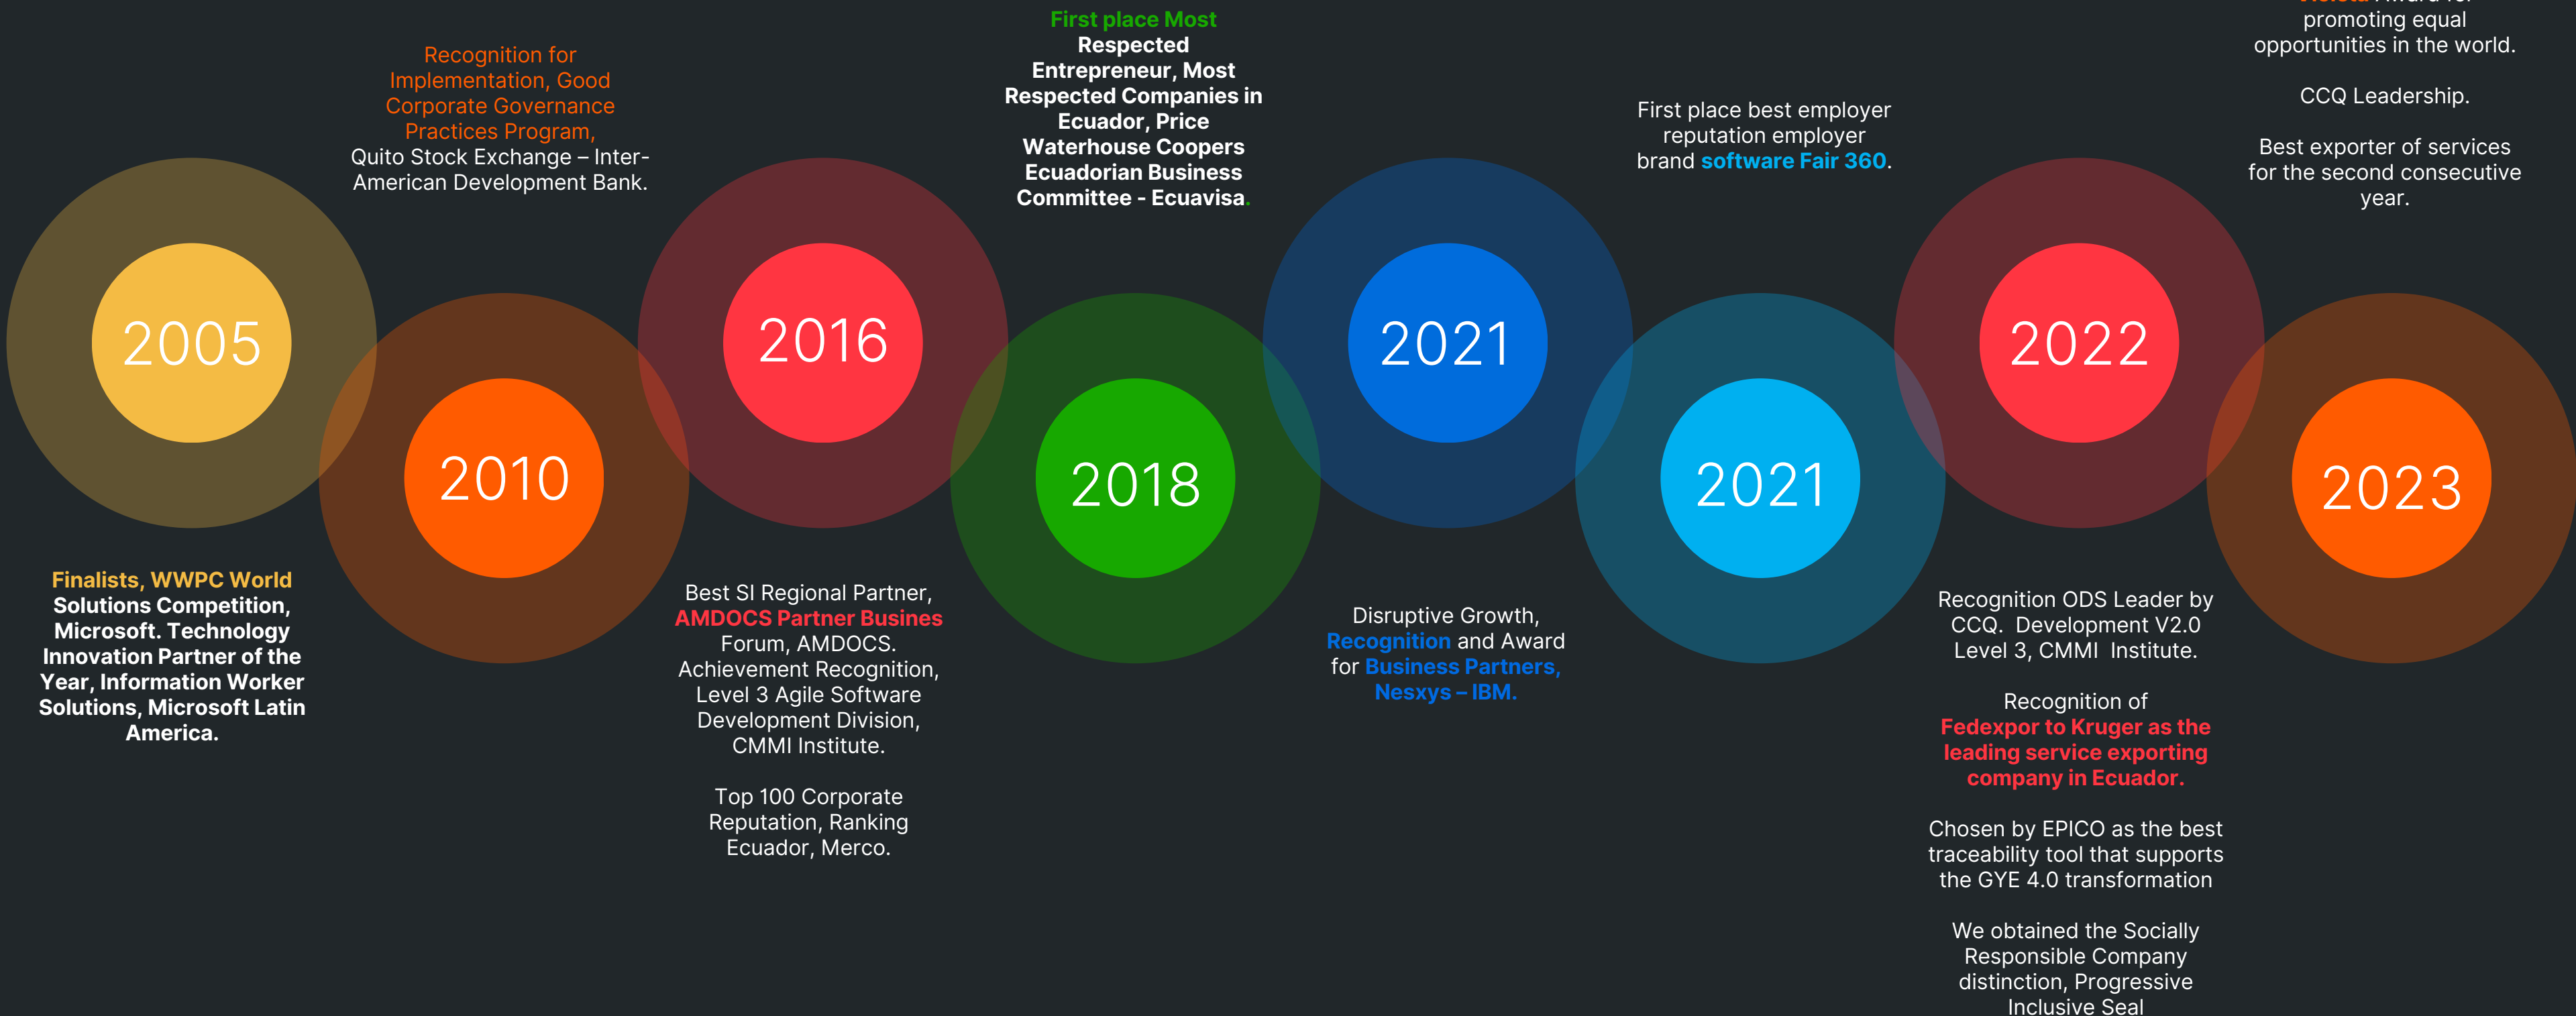 2005
Finalists, WWPC World
Solutions Competition,
Microsoft. Technology
Innovation Partner of the
Year, Information Worker
Solutions, Microsoft Latin
America.
Recognition for
Implementation, Good
Corporate Governance
Practices Program,
Quito Stock Exchange – Inter-
American Development Bank.
2010
2016
Best SI Regional Partner,
AMDOCS Partner Busines
Forum, AMDOCS.
Achievement Recognition,
Level 3 Agile Software
Development Division,
CMMI Institute.
Top 100 Corporate
Reputation, Ranking
Ecuador, Merco.
First place Most
Respected
Entrepreneur, Most
Respected Companies in
Ecuador, Price
Waterhouse Coopers
Ecuadorian Business
Committee - Ecuavisa.
2018
2021
Disruptive Growth,
Recognition and Award
for Business Partners,
Nesxys – IBM.
First place best employer
reputation employer
brand software Fair 360.
2021
2022
Recognition ODS Leader by
CCQ. Development V2.0
Level 3, CMMI Institute.
Recognition of
Fedexpor to Kruger as the
leading service exporting
company in Ecuador.
Chosen by EPICO as the best
traceability tool that supports
the GYE 4.0 transformation
We obtained the Socially
Responsible Company
distinction, Progressive
Inclusive Seal
promoting equal
opportunities in the world.
CCQ Leadership.
Best exporter of services
for the second consecutive
year.
2023